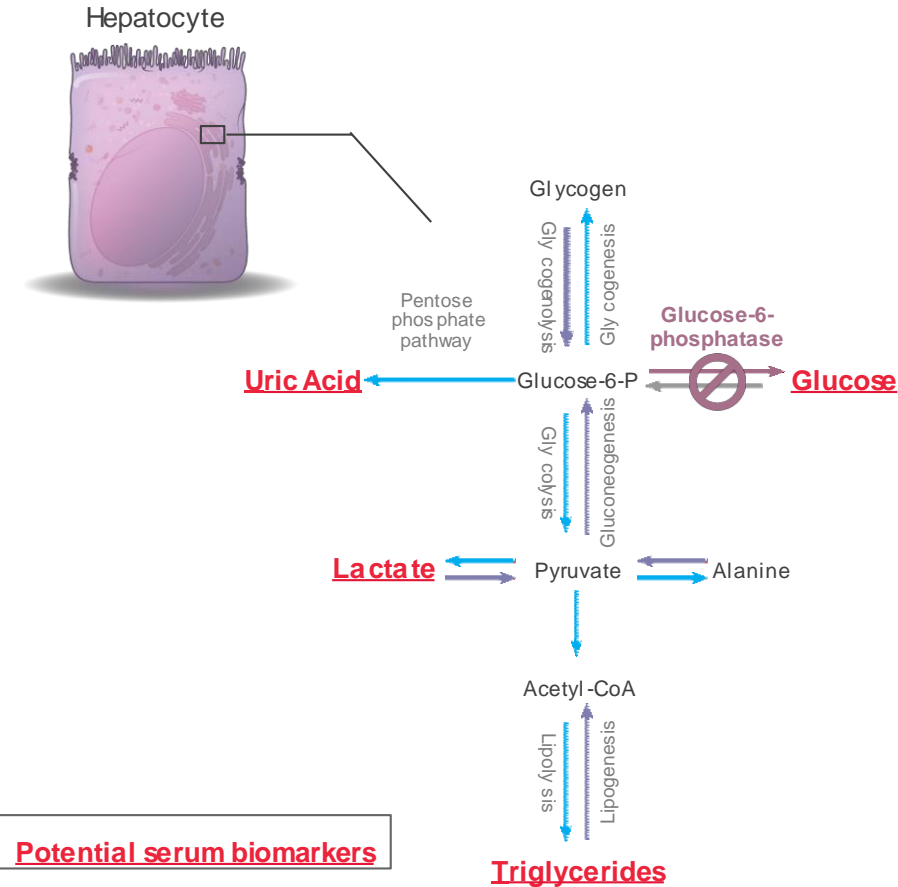 Hepatocyte
Glycogen
Glycogenolysis
Glycogenesis
Pentose
phosphate
pathway
Glucose-6-
phosphatase
Uric Acid
Glucose-6-P
Glucose
Glycolysis
Gluconeogenesis
Lactate
Pyruvate
Alanine
Acetyl-CoA
Lipolysis
Lipogenesis
Potential serum biomarkers
Triglycerides